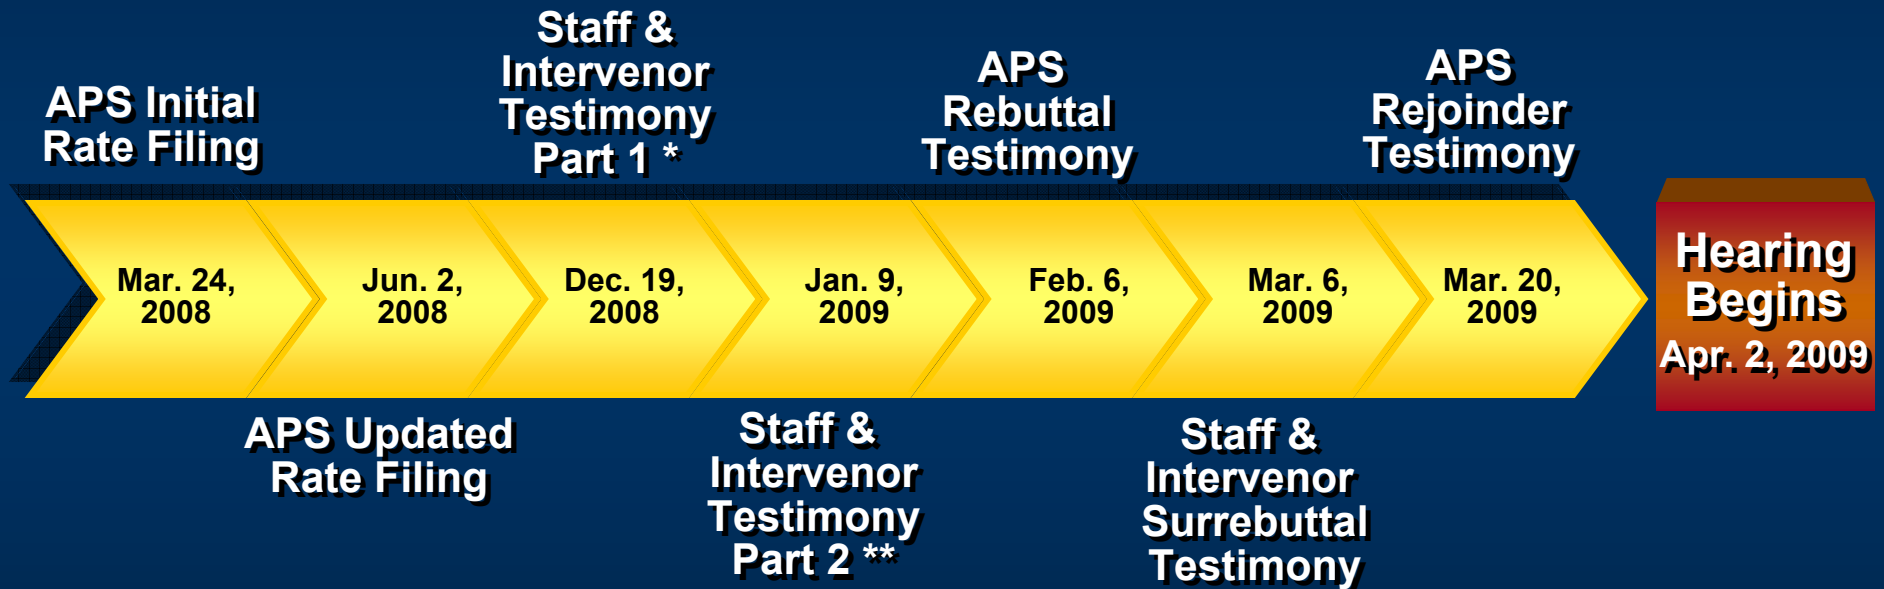 APS Initial
Rate Filing
Staff &
Intervenor
Testimony
Part 1 *
APS
Rebuttal
Testimony
APS
Rejoinder
Testimony
Mar. 24,
2008
Jun. 2,
2008
Dec. 19,
2008
Jan. 9,
2009
Feb. 6,
2009
Mar. 6,
2009
Mar. 20,
2009
Hearing
Begins
Apr. 2, 2009
APS Updated
Rate Filing
Staff &
Intervenor
Testimony
Part 2 **
Staff &
Intervenor
Surrebuttal
Testimony